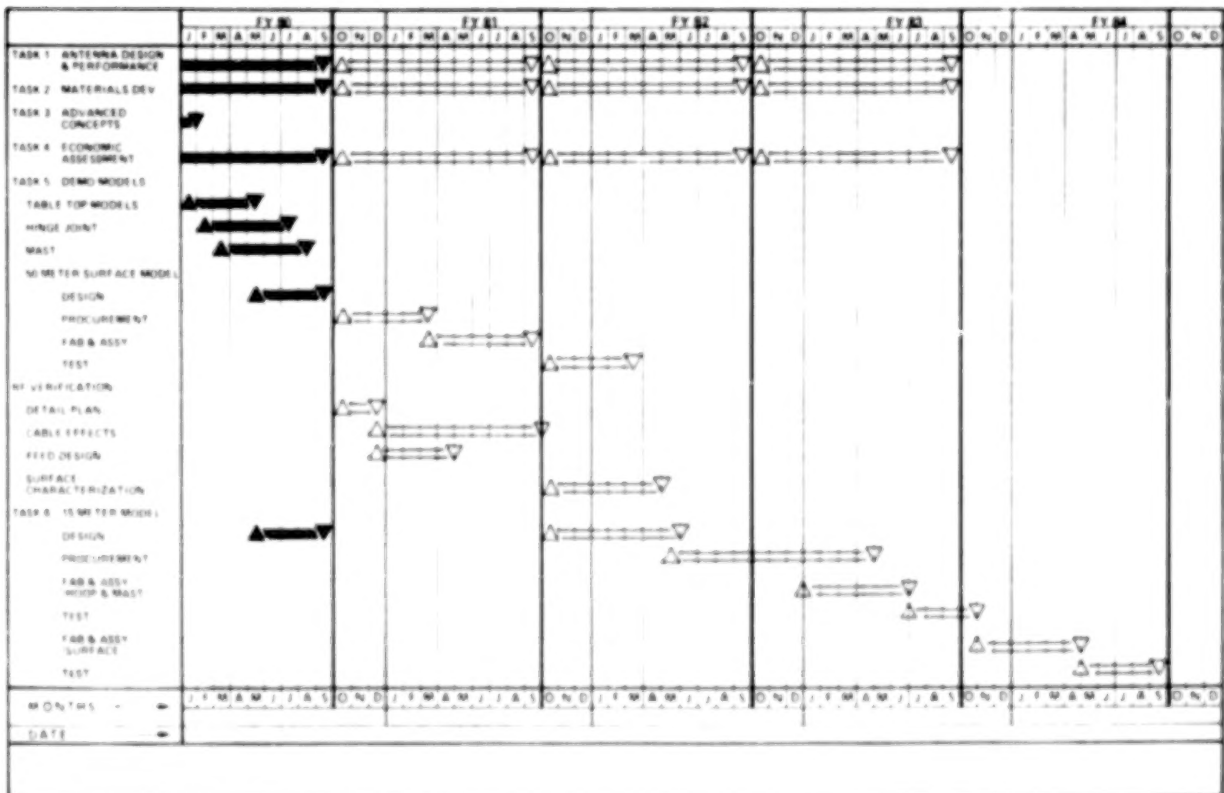 FY 80 FY 81 FY 82 FY 83 FY 84
J F M A M J J A S O N D J F M A M J J A S O N D J F M A M J J A S O N D J F M A M J J A S O N D J F M A M J J A S O N D
TASK 1 ANTENNA DESIGN
& PERFORMANCE
TASK 2 MATERIALS DEV
TASK 3 ADVANCED
CONCEPTS
TASK 4 ECONOMIC
ASSESSMENT
TASK 5 DEMO MODELS
TABLE TOP MODELS
HINGE JOINT
MAST
50 METER SURFACE MODEL
DESIGN
PROCUREMENT
FAB & ASSY
TEST
RF VERIFICATION
DETAIL PLAN
CABLE EFFECTS
FEED DESIGN
SURFACE
CHARACTERIZATION
TASK 6 15 METER MODEL
DESIGN
PROCUREMENT
FAB & ASSY
HOOP & MAST
TEST
FAB & ASSY
SURFACE
TEST
MONTHS J F M A M J J A S O N D J F M A M J J A S O N D J F M A M J J A S O N D J F M A M J J A S O N D J F M A M J J A S O N D
DATE